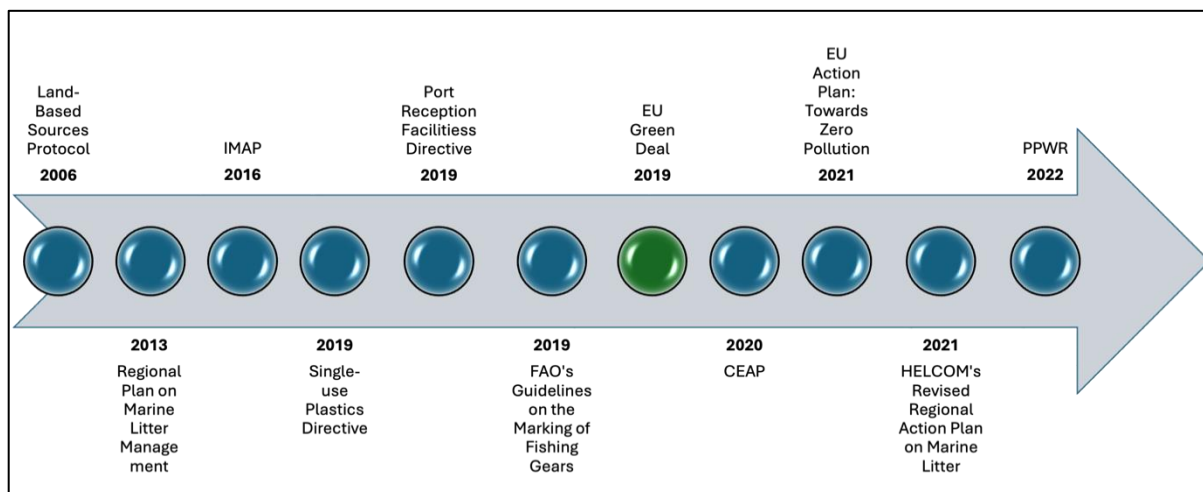 Land-
Based
Sources
Protocol
2006
2013
Regional
Plan on
Marine
Litter
Manage
ment
IMAP
2016
2019
Single-
use
Plastics
Directive
Port
Reception
Facilitiess
Directive
2019
2019
FAO's
Guidelines
on the
Marking of
Fishing
Gears
EU
Green
Deal
2019
2020
CEAP
EU
Action
Plan:
Towards
Zero
Pollution
2021
2021
HELCOM's
Revised
Regional
Action Plan
on Marine
Litter
PPWR
2022